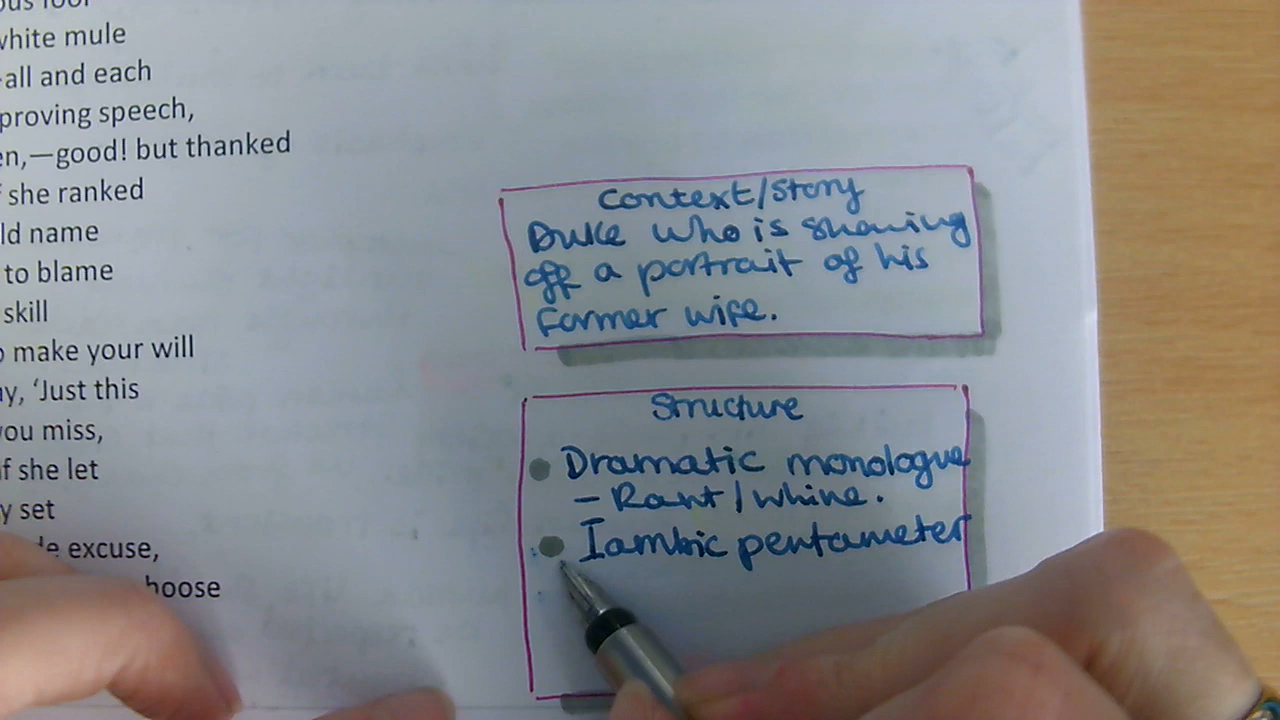 white mule
all and each
proving speech,
en,—good! but thanked
she ranked
ld name
to blame
skill
make your will
ay, ‘Just this
you miss,
if she let
y set
excuse,
hoose
Context/Story
Duke who is showing
off a portrait of his
former wife.
Structure
Dramatic monologue
- Rant/whine.
Iambic pentameter